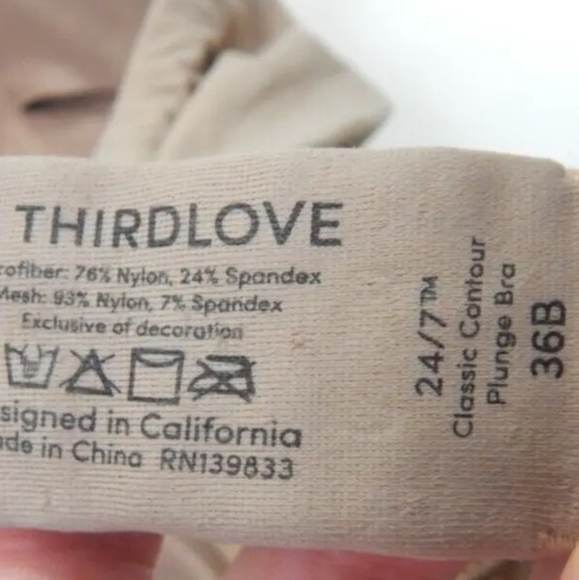 THIRDLOVE
rofiber: 76% Nylon, 24% Spandex
Mesh: 93% Nylon, 7% Spandex
Exclusive of decoration
signed in California
de in China RN139833
24/7™
Classic Contour
Plunge Bra
36B